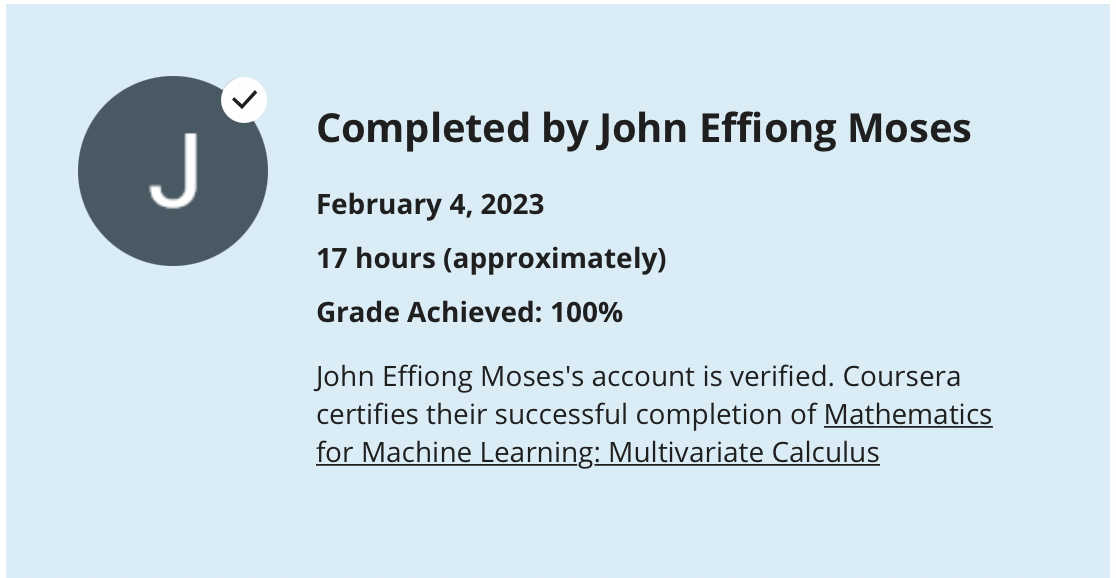 J
Completed by John Effiong Moses
February 4, 2023
17 hours (approximately)
Grade Achieved: 100%
John Effiong Moses's account is verified. Coursera
certifies their successful completion of Mathematics
for Machine Learning: Multivariate Calculus